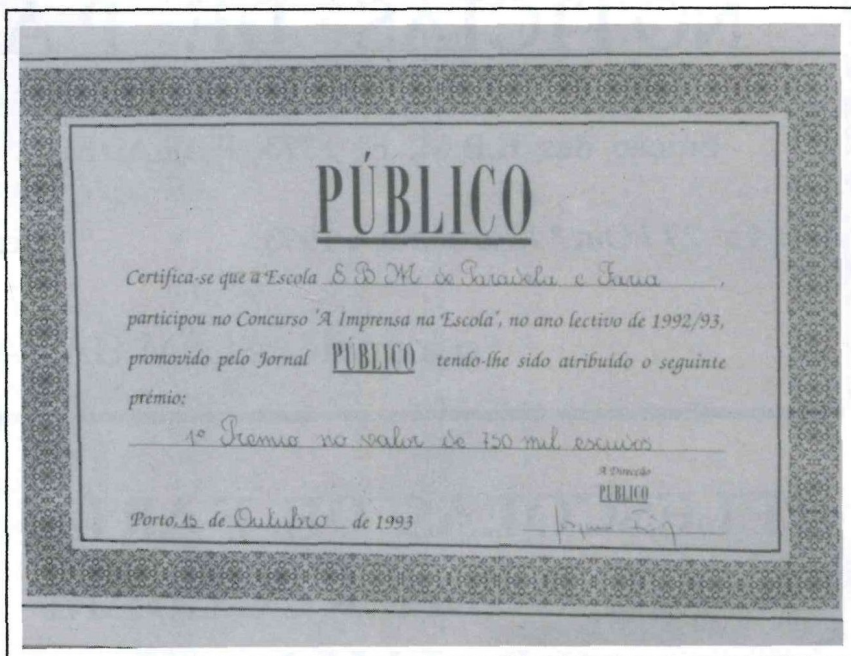 PÚBLICO
Certifica-se que a Escola E B M de Paradela e Faria,
participou no Concurso 'A Imprensa na Escola', no ano lectivo de 1992/93,
promovido pelo Jornal PÚBLICO tendo-lhe sido atribuído o seguinte
prémio:
1º Premio no valor de 750 mil escudos
A Direcção
PÚBLICO
Porto, 15 de Outubro de 1993